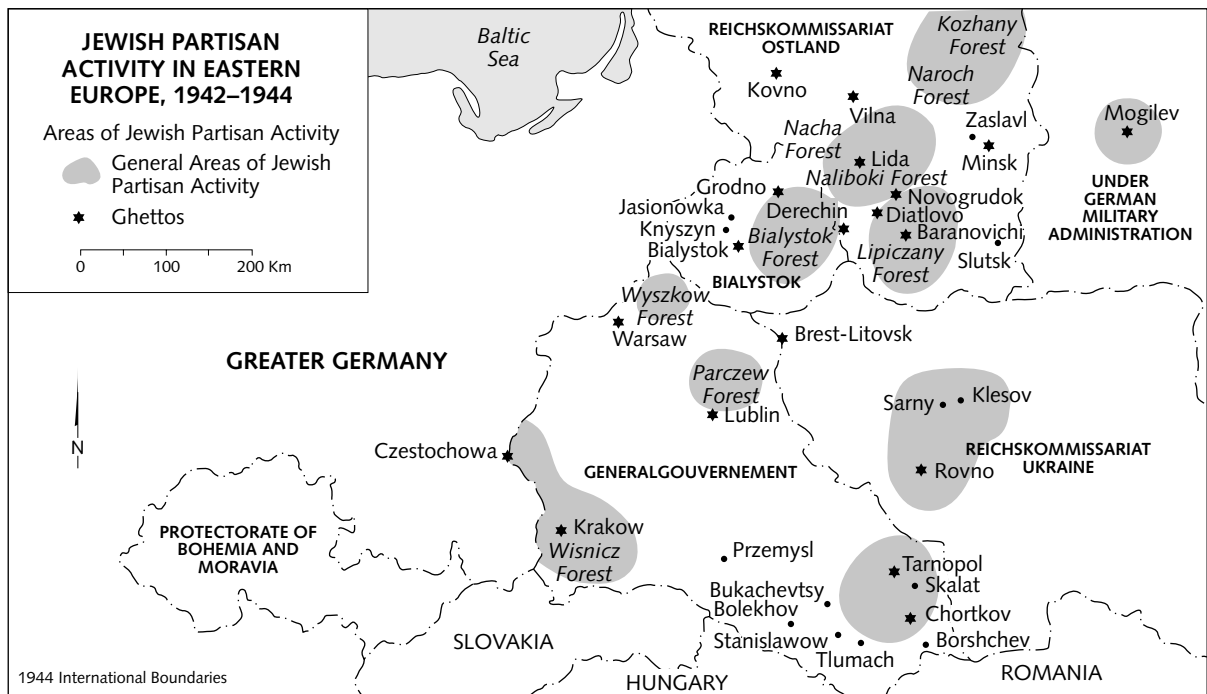 JEWISH PARTISAN
ACTIVITY IN EASTERN
EUROPE, 1942–1944
Areas of Jewish Partisan Activity
General Areas of Jewish
Partisan Activity
Ghettos
0 100 200 Km
Baltic
Sea
REICHSKOMMISSARIAT
OSTLAND
Kozhany
Forest
Naroch
Forest
Kovno
Vilna
Zaslavl
Minsk
Mogilev
Nacha
Forest
Lida
Naliboki Forest
Grodno
Novogrudok
Jasionowka
Derechin
Diatlovo
Knyszyn
Baranovichi
Bialystok
Bialystok
Forest
Lipiczany
Forest
Slutsk
UNDER
GERMAN
MILITARY
ADMINISTRATION
BIALYSTOK
Wyszkow
Forest
Warsaw
Brest-Litovsk
GREATER GERMANY
Parczew
Forest
Lublin
Sarny
Klesov
N
Czestochowa
GENERALGOUVERNEMENT
REICHSKOMMISSARIAT
UKRAINE
Rovno
PROTECTORATE OF
BOHEMIA AND
MORAVIA
Krakow
Wisnicz
Forest
Przemysl
Tarnopol
Skalat
Bukachevtsy
Bolekhov
Chortkov
Stanislawow
Borshchev
Tlumach
SLOVAKIA
HUNGARY
ROMANIA
1944 International Boundaries